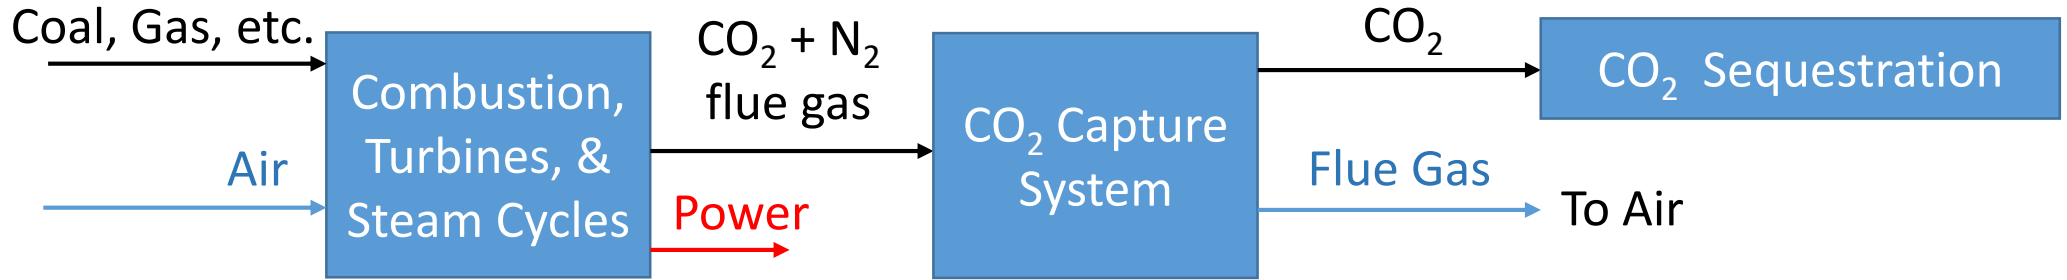 Coal, Gas, etc.
Air
Combustion,
Turbines, &
Steam Cycles
CO₂ + N₂
flue gas
Power
CO₂ Capture
System
CO₂
Flue Gas
To Air
CO₂ Sequestration